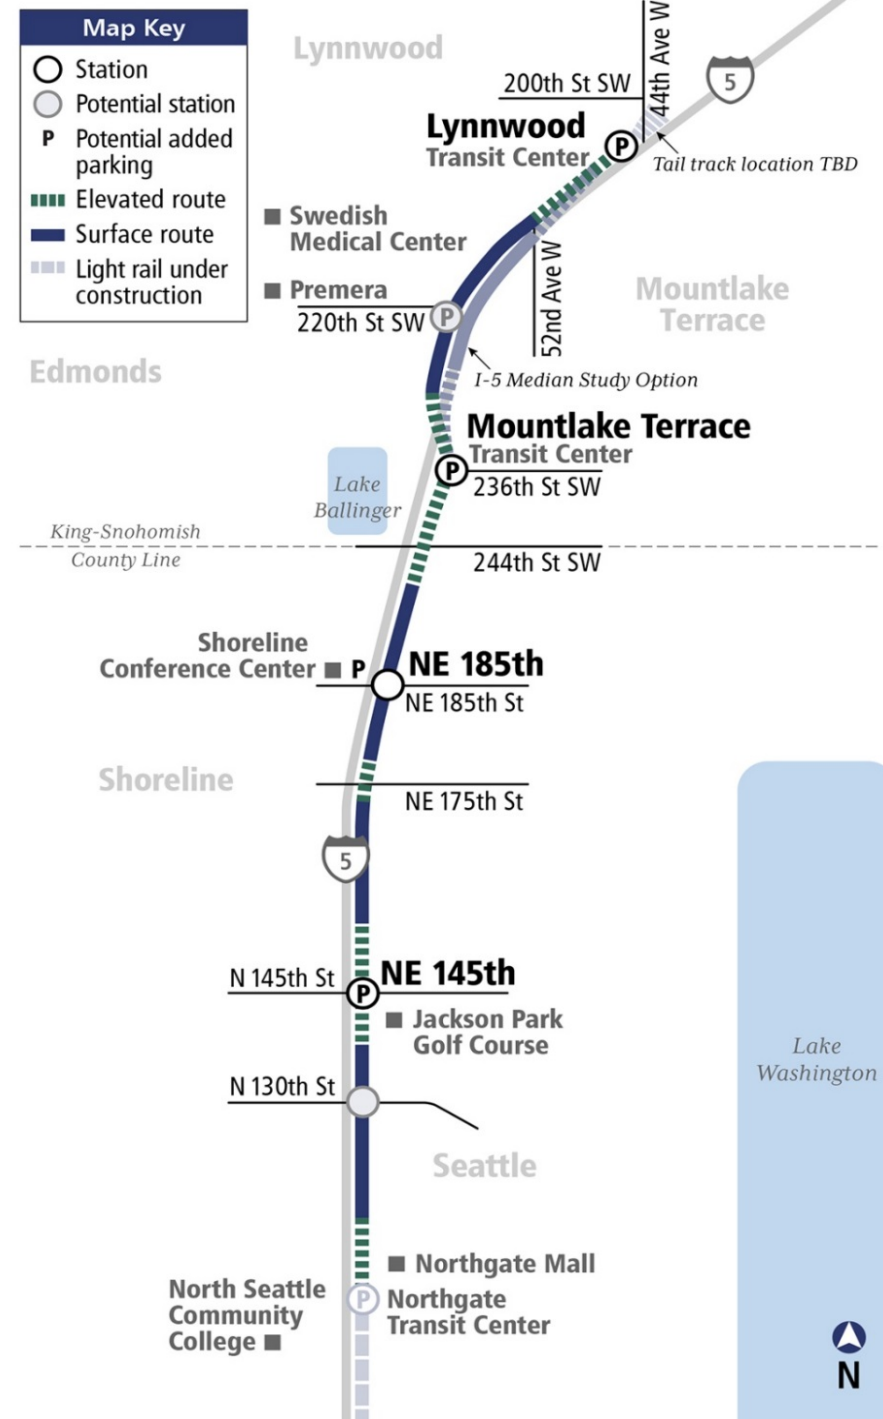 Map Key
Station
Potential station
P
Potential added
parking
Elevated route
Surface route
Light rail under
construction
Lynnwood
44th Ave W
5
200th St SW
Lynnwood
Transit Center
P
Tail track location TBD
Swedish
Medical Center
Premera
220th St SW
P
52nd Ave W
Mountlake
Terrace
Edmonds
I-5 Median Study Option
Mountlake Terrace
Transit Center
P
236th St SW
Lake
Ballinger
King-Snohomish
County Line
244th St SW
Shoreline
Conference Center
P
NE 185th
NE 185th St
Shoreline
NE 175th St
5
N 145th St
NE 145th
P
Jackson Park
Golf Course
Lake
Washington
N 130th St
Seattle
Northgate Mall
North Seattle
Community
College
P
Northgate
Transit Center
N